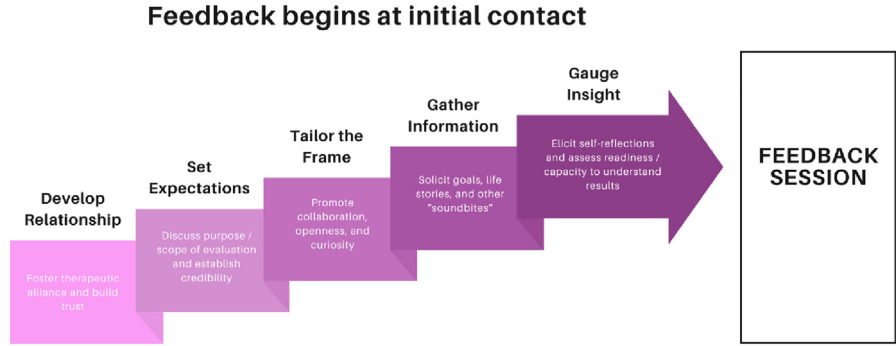 Feedback begins at initial contact
Develop
Relationship
Foster therapeutic
alliance and build
trust
Set
Expectations
Discuss purpose /
scope of evaluation
and establish
credibility
Tailor the
Frame
Promote
collaboration,
openness, and
curiosity
Gather
Information
Solicit goals, life
stories, and other
"soundbites"
Gauge
Insight
Elicit self-reflections
and assess readiness /
capacity to understand
results
FEEDBACK
SESSION